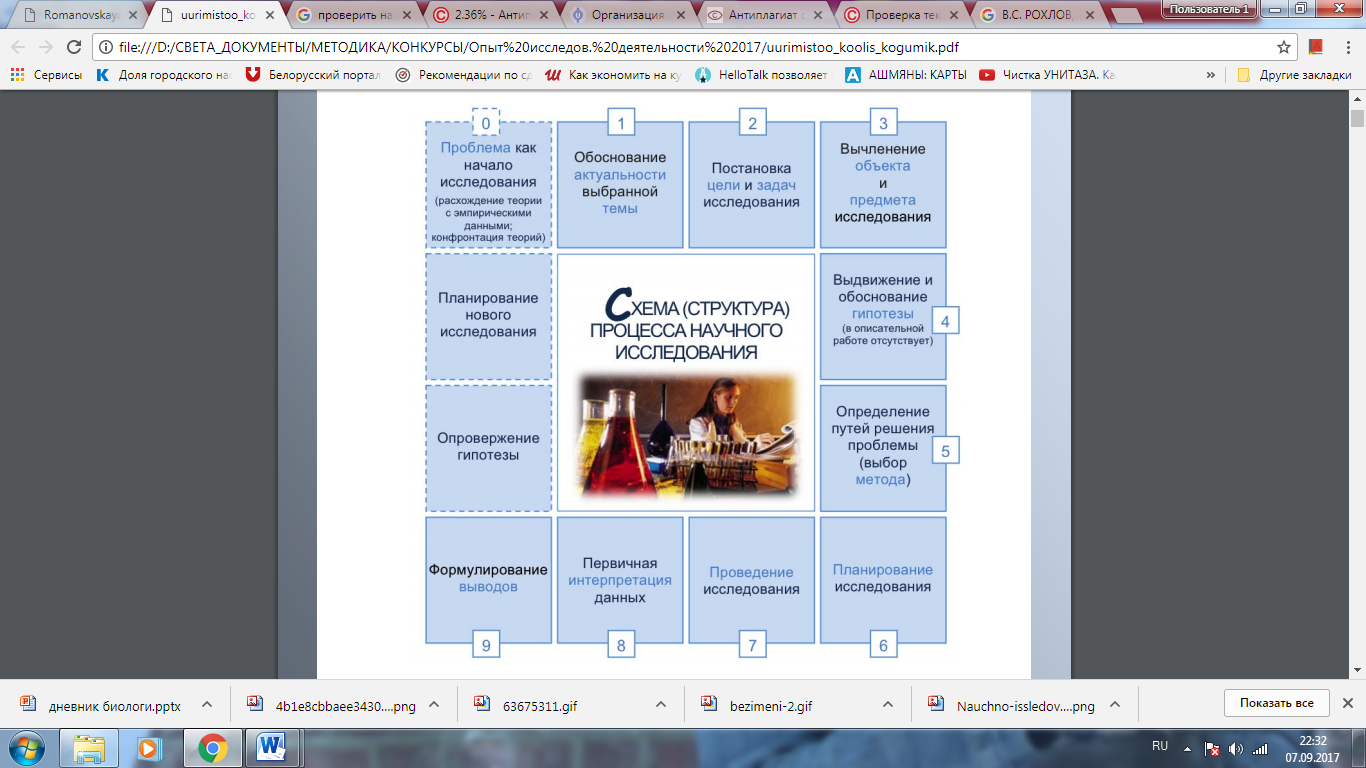 Пользователь 1
Romanovskay
uurimistoo_ko
проверить на
2.36% - Антип
Организация
Антиплагиат
Проверка тек
В.С. РОХЛОВ,
file:///D:/СВЕТА_ДОКУМЕНТЫ/МЕТОДИКА/КОНКУРСЫ/Опыт%20исследов.%20деятельности%202017/uurimistoo_koolis_kogumik.pdf
Сервисы
Доля городского нас
Белорусский портал
Рекомендации по сд
Как экономить на ку
HelloTalk позволяет
АШМЯНЫ: КАРТЫ
Чистка УНИТАЗА. Ка
»
Другие закладки
0
Проблема как
начало
исследования
(расхождение теории
с эмпирическими
данными;
конфронтация теорий)
1
Обоснование
актуальности
выбранной
темы
2
Постановка
цели и задач
исследования
3
Вычленение
объекта
и
предмета
исследования
Планирование
нового
исследования
СХЕМА (СТРУКТУРА)
ПРОЦЕССА НАУЧНОГО
ИССЛЕДОВАНИЯ
Выдвижение и
обоснование
гипотезы
(в описательной
работе отсутствует)
4
Опровержение
гипотезы
Определение
путей решения
проблемы
(выбор
метода)
5
Формулирование
выводов
9
Первичная
интерпретация
данных
8
Проведение
исследования
7
Планирование
исследования
6
дневник биологи.pptx
4b1e8cbbaee3430....png
63675311.gif
bezimeni-2.gif
Nauchno-issledov....png
Показать все
RU
22:32
07.09.2017